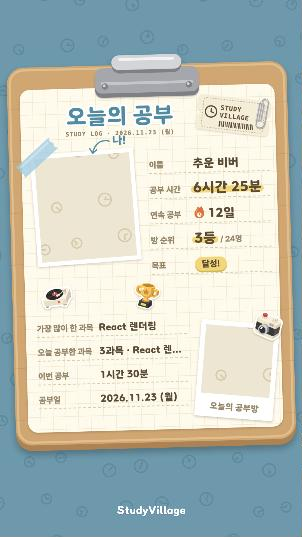 오늘의 공부
STUDY LOG · 2026.11.23 (월)
STUDY
VILLAGE
나!
이름 추운 비버
공부 시간 6시간 25분
연속 공부 12일
방 순위 3등 / 24명
목표 달성!
가장 많이 한 과목 React 렌더링
오늘 공부한 과목 3과목 · React 렌...
이번 공부 1시간 30분
공부일 2026.11.23 (월)
오늘의 공부방
StudyVillage